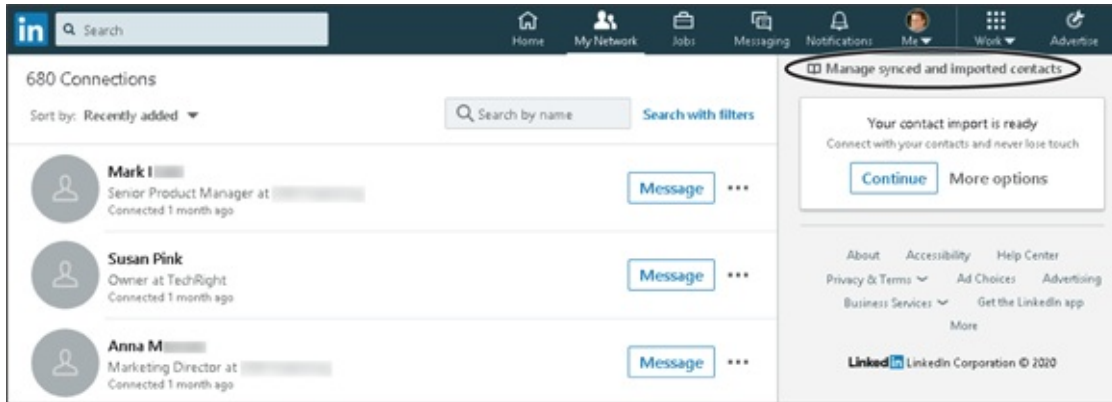 in Search Home My Network Jobs Messaging Notifications Me Work Advertise
680 Connections
Sort by: Recently added
Search by name
Search with filters
Mark I
Senior Product Manager at
Connected 1 month ago
Message
Susan Pink
Owner at TechRight
Connected 1 month ago
Message
Anna M
Marketing Director at
Connected 1 month ago
Message
Manage synced and imported contacts
Your contact import is ready
Connect with your contacts and never lose touch
Continue More options
About Accessibility Help Center
Privacy & Terms Ad Choices Advertising
Business Services Get the LinkedIn app
More
Linked in LinkedIn Corporation © 2020